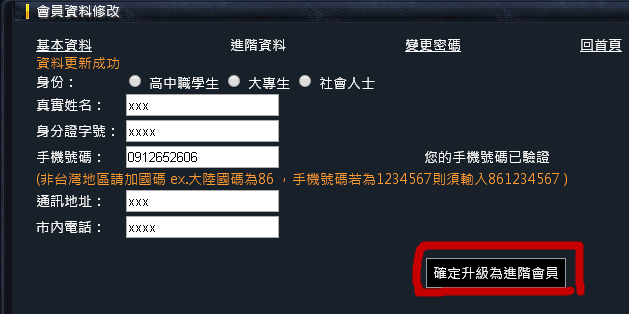 會員資料修改
基本資料 進階資料 變更密碼 回首頁
資料更新成功
身份： 高中職學生 大專生 社會人士
真實姓名： xxx
身分證字號： xxxx
手機號碼： 0912652606 您的手機號碼已驗證
(非台灣地區請加國碼 ex.大陸國碼為86 ，手機號碼若為1234567則須輸入861234567 )
通訊地址： xxx
市內電話： xxxx
確定升級為進階會員